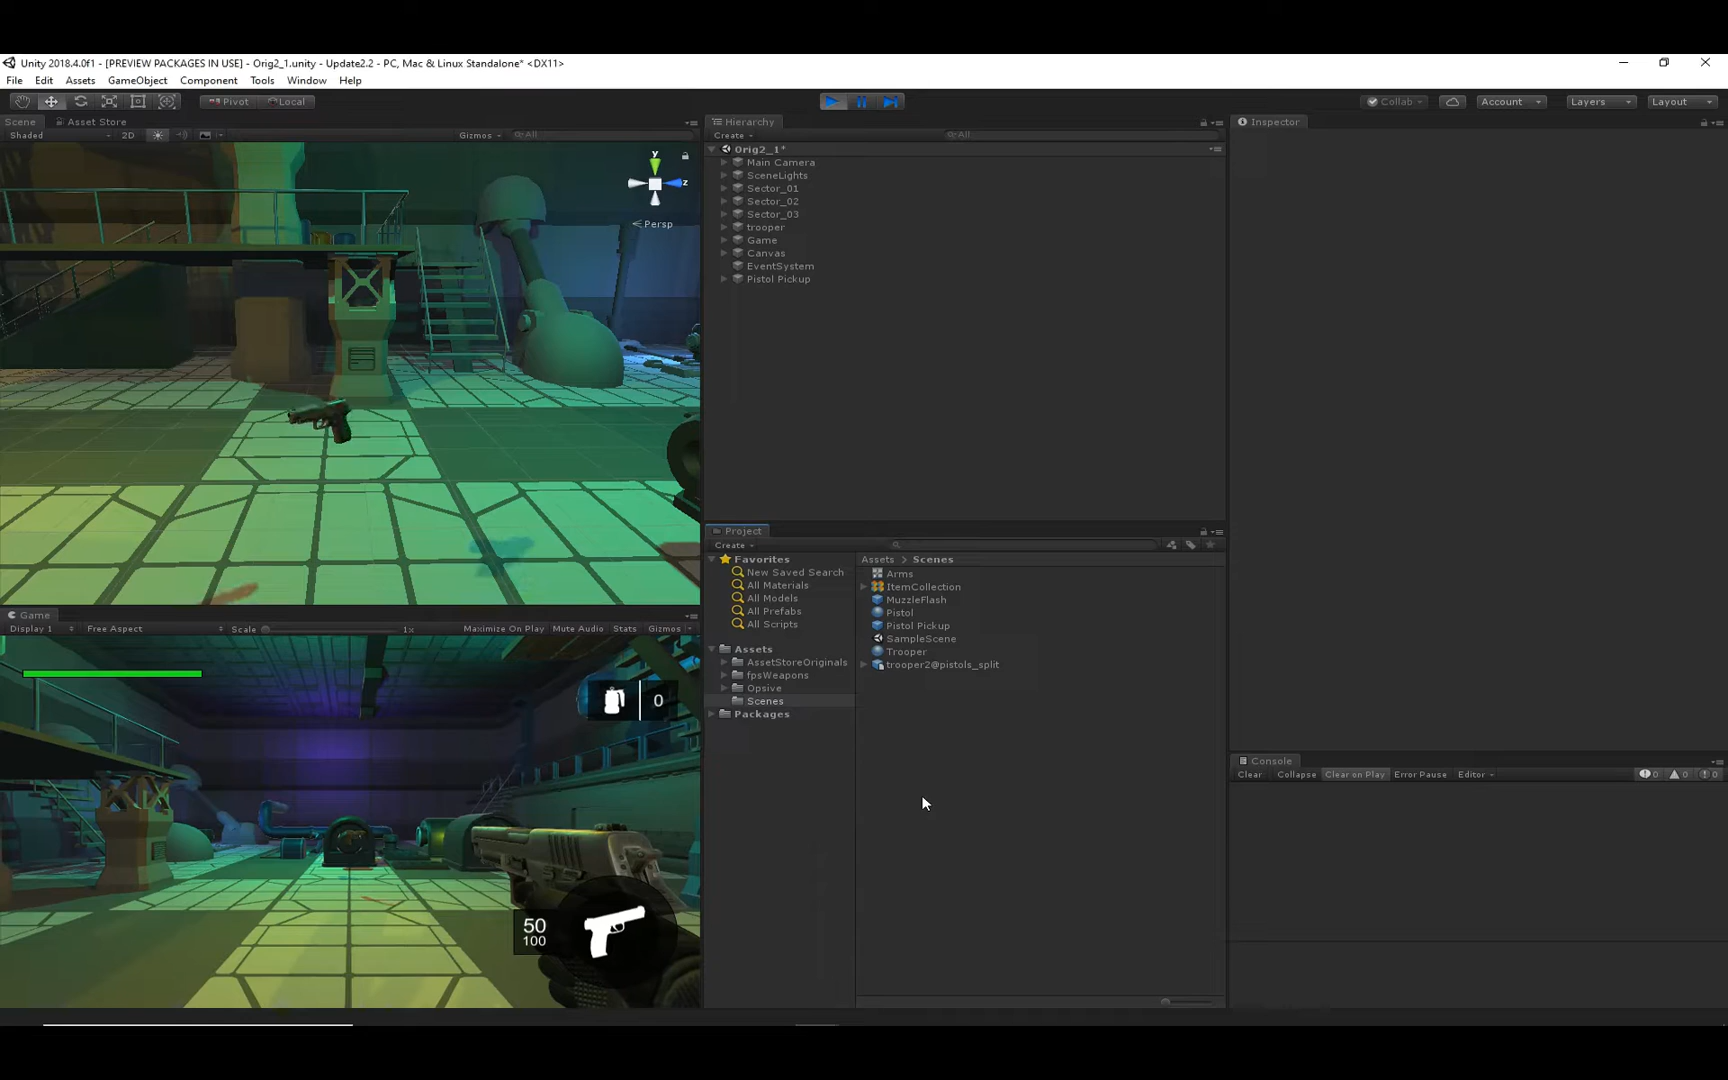 Unity 2018.4.0f1 - [PREVIEW PACKAGES IN USE] - Orig2_1.unity - Update2.2 - PC, Mac & Linux Standalone* <DX11>
File Edit Assets GameObject Component Tools Window Help
Pivot Local Collab Account Layers Layout
Scene Asset Store
Shaded 2D Gizmos All
y
z
Persp
Hierarchy
Create All
Orig2_1*
Main Camera
SceneLights
Sector_01
Sector_02
Sector_03
trooper
Game
Canvas
EventSystem
Pistol Pickup
Inspector
Game
Display 1 Free Aspect Scale 1x Maximize On Play Mute Audio Stats Gizmos
0
50
100
Project
Create
Favorites
New Saved Search
All Materials
All Models
All Prefabs
All Scripts
Assets
AssetStoreOriginals
fpsWeapons
Opsive
Scenes
Packages
Assets > Scenes
Arms
ItemCollection
MuzzleFlash
Pistol
Pistol Pickup
SampleScene
Trooper
trooper2@pistols_split
Console
Clear Collapse Clear on Play Error Pause Editor 0 0 0